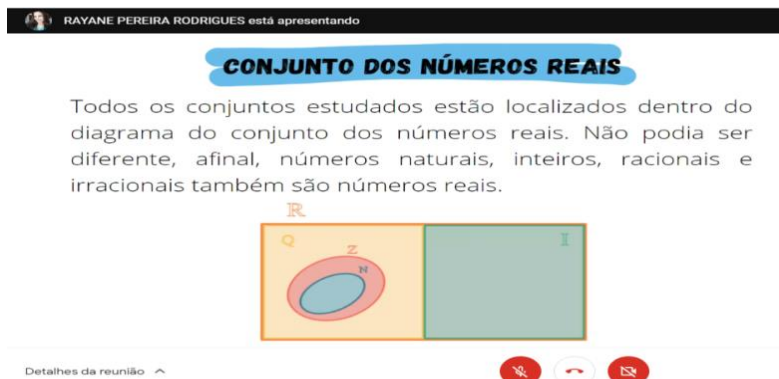 RAYANE PEREIRA RODRIGUES está apresentando
CONJUNTO DOS NÚMEROS REAIS
Todos os conjuntos estudados estão localizados dentro do
diagrama do conjunto dos números reais. Não podia ser
diferente, afinal, números naturais, inteiros, racionais e
irracionais também são números reais.
ℝ
Q
Z
N
𝕀
Detalhes da reunião